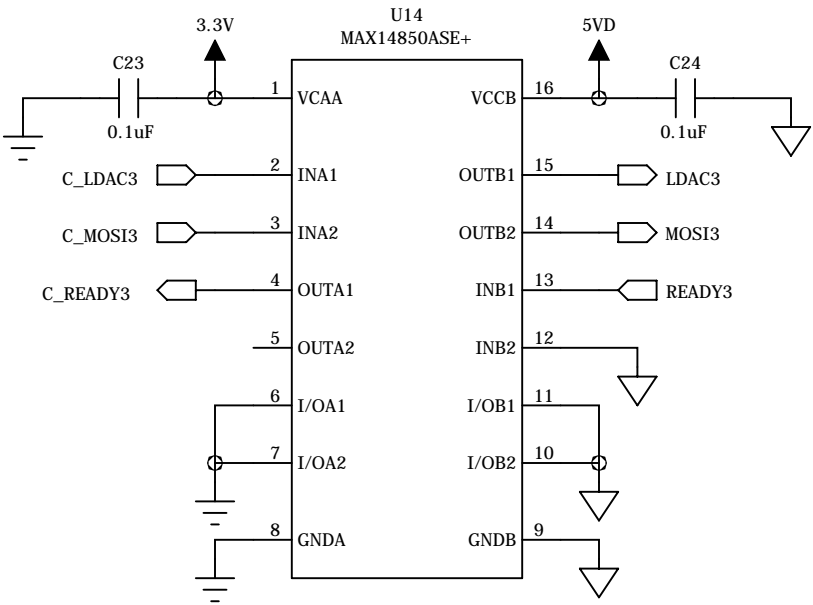 U14
MAX14850ASE+
3.3V
5VD
C23
C24
0.1uF
0.1uF
1 VCAA
VCCB 16
C_LDAC3 2 INA1
OUTB1 15 LDAC3
C_MOSI3 3 INA2
OUTB2 14 MOSI3
C_READY3 4 OUTA1
INB1 13 READY3
5 OUTA2
INB2 12
6 I/OA1
I/OB1 11
7 I/OA2
I/OB2 10
8 GNDA
GNDB 9